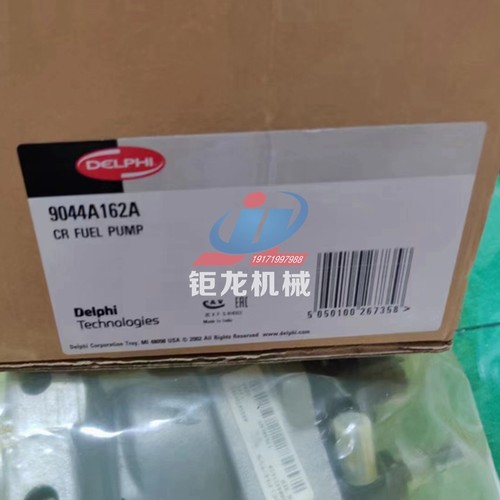 DELPHI
9044A162A
CR FUEL PUMP
19171997988
钜龙机械
Delphi
Technologies
C.A.V.
EAC
Made in India
5 050100 267358 >
Delphi Corporation Troy, MI 48098 USA © 2002 All Rights Reserved
www.delphi.com